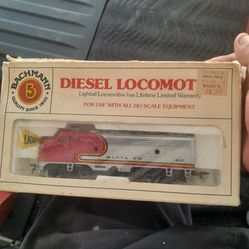 BACHMANN
QUALITY SINCE 1833
DIESEL LOCOMOT
Lighted Locomotive has Lifetime Limited Warranty
FOR USE WITH ALL HO SCALE EQUIPMENT
LIGHT
SANTA FE